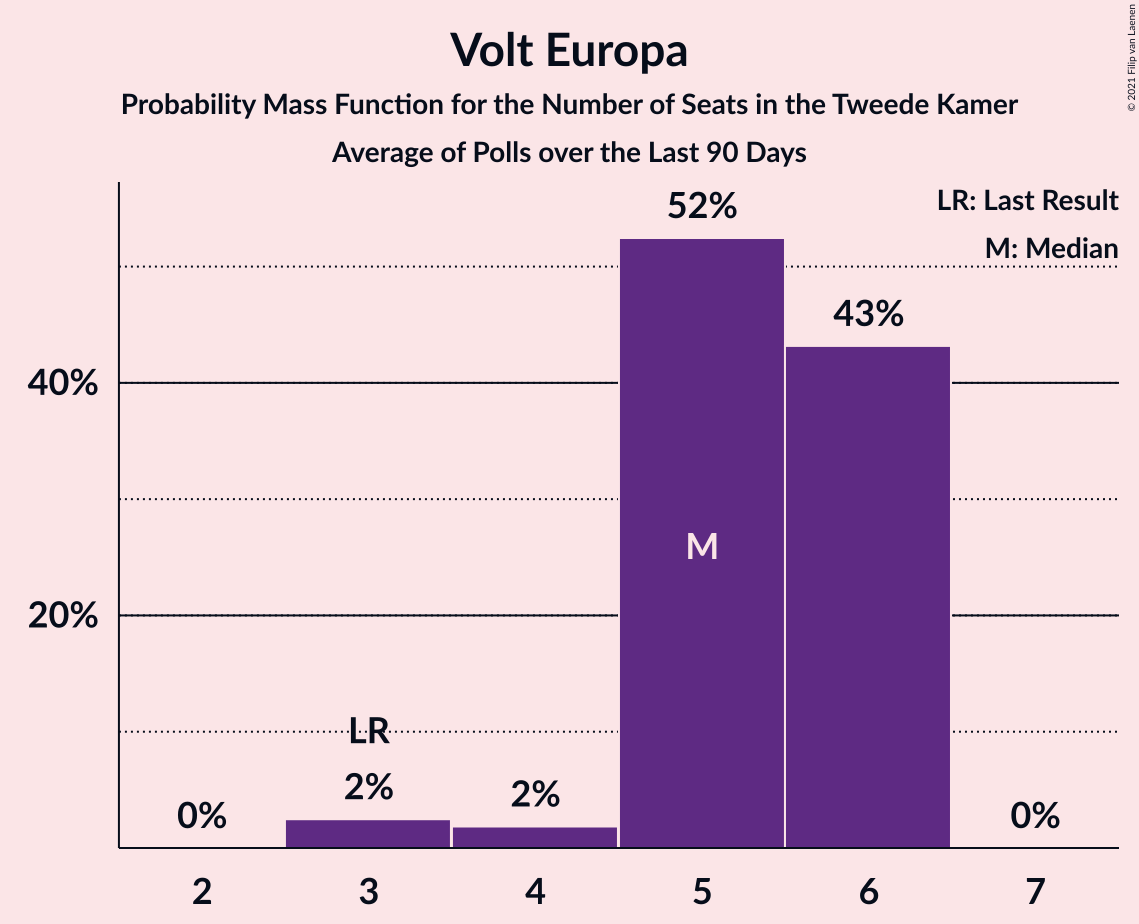 Volt Europa
Probability Mass Function for the Number of Seats in the Tweede Kamer
Average of Polls over the Last 90 Days
© 2021 Filip van Laenen
LR: Last Result
M: Median
52%
43%
40%
M
20%
LR
2%
2%
0%
0%
2
3
4
5
6
7